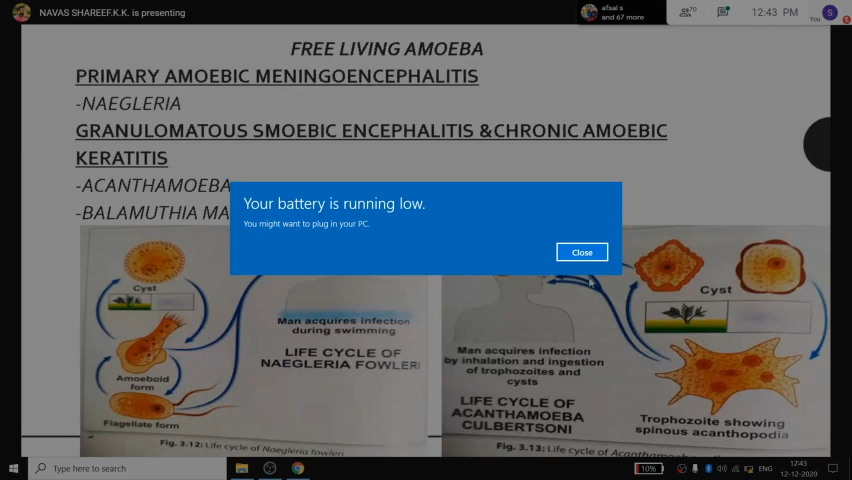 NAVAS SHAREEF.K.K. is presenting
afsal s
and 67 more
70
12:43 PM
You
S
FREE LIVING AMOEBA
PRIMARY AMOEBIC MENINGOENCEPHALITIS
-NAEGLERIA
GRANULOMATOUS SMOEBIC ENCEPHALITIS &CHRONIC AMOEBIC
KERATITIS
-ACANTHAMOEBA
-BALAMUTHIA MA
Your battery is running low.
You might want to plug in your PC.
Close
Cyst
Amoeboid
form
Flagellate form
Man acquires infection
during swimming
LIFE CYCLE OF
NAEGLERIA FOWLERI
Fig. 3.12: Life cycle of Naegleria fowleri
Cyst
Man acquires infection
by inhalation and ingestion
of trophozoites and
cysts
LIFE CYCLE OF
ACANTHAMOEBA
CULBERTSONI
Trophozoite showing
spinous acanthopodia
Fig. 3.13: Life cycle of Acanthamoeba
Type here to search
10%
ENG
12:43
12-12-2020